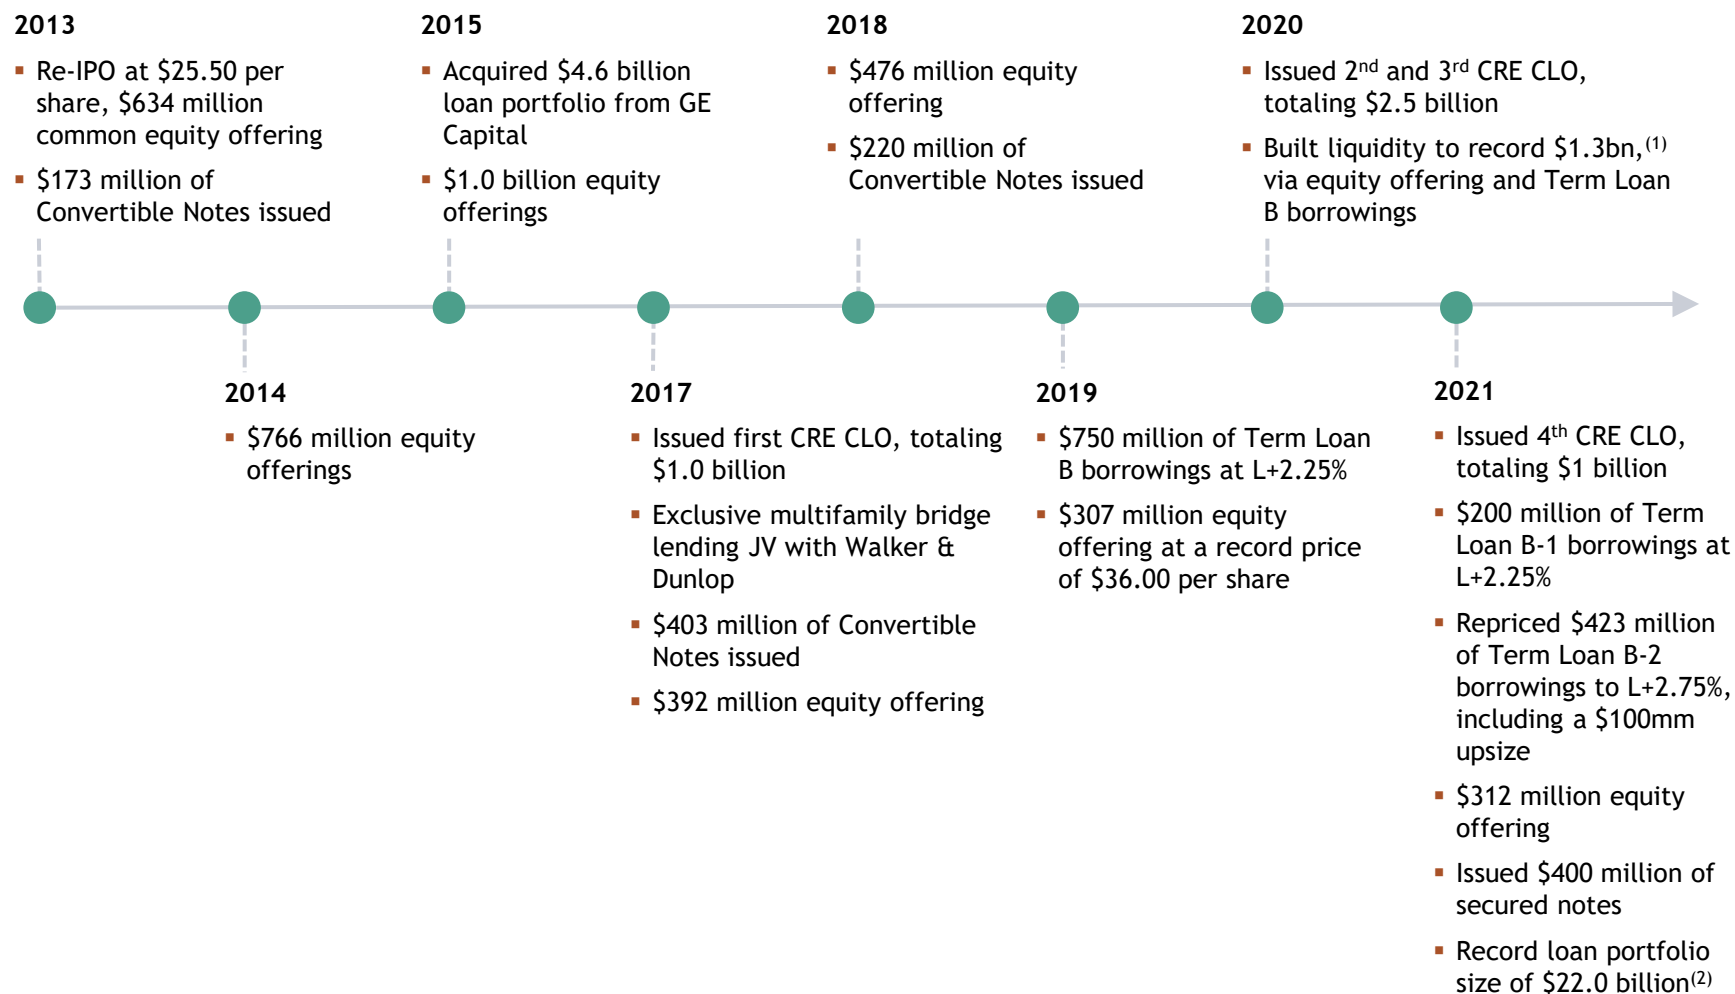 2013
▪ Re-IPO at $25.50 per
share, $634 million
common equity offering
▪ $173 million of
Convertible Notes issued
2015
▪ Acquired $4.6 billion
loan portfolio from GE
Capital
▪ $1.0 billion equity
offerings
2018
▪ $476 million equity
offering
▪ $220 million of
Convertible Notes issued
2020
▪ Issued 2nd and 3rd CRE CLO,
totaling $2.5 billion
▪ Built liquidity to record $1.3bn,(1)
via equity offering and Term Loan
B borrowings
2014
▪ $766 million equity
offerings
2017
▪ Issued first CRE CLO, totaling
$1.0 billion
▪ Exclusive multifamily bridge
lending JV with Walker &
Dunlop
▪ $403 million of Convertible
Notes issued
▪ $392 million equity offering
2019
▪ $750 million of Term Loan
B borrowings at L+2.25%
▪ $307 million equity
offering at a record price
of $36.00 per share
2021
▪ Issued 4th CRE CLO,
totaling $1 billion
▪ $200 million of Term
Loan B-1 borrowings at
L+2.25%
▪ Repriced $423 million
of Term Loan B-2
borrowings to L+2.75%,
including a $100mm
upsize
▪ $312 million equity
offering
▪ Issued $400 million of
secured notes
▪ Record loan portfolio
size of $22.0 billion(2)